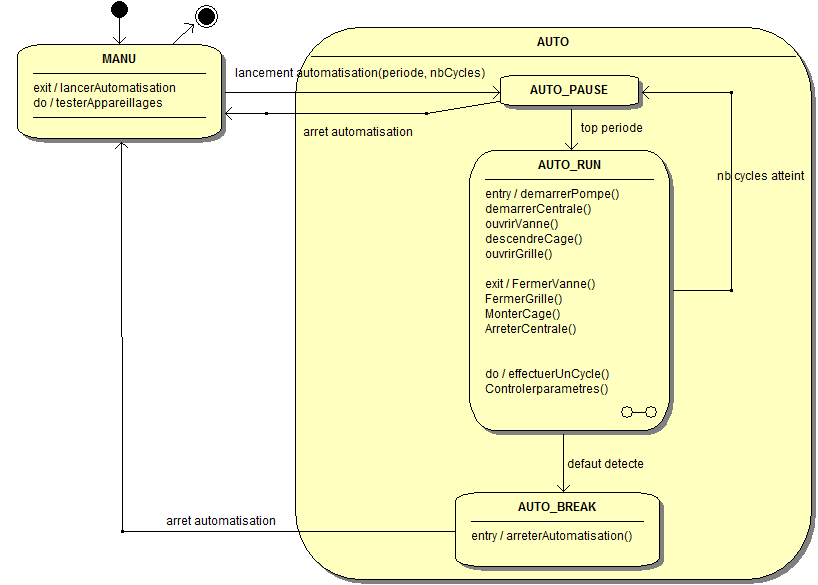 AUTO
MANU
exit / lancerAutomatisation
do / testerAppareillages
lancement automatisation(periode, nbCycles)
AUTO_PAUSE
arret automatisation
top periode
AUTO_RUN
entry / demarrerPompe()
demarrerCentrale()
ouvrirVanne()
descendreCage()
ouvrirGrille()
exit / FermerVanne()
FermerGrille()
MonterCage()
ArreterCentrale()
do / effectuerUnCycle()
Controlerparametres()
nb cycles atteint
defaut detecte
AUTO_BREAK
entry / arreterAutomatisation()
arret automatisation